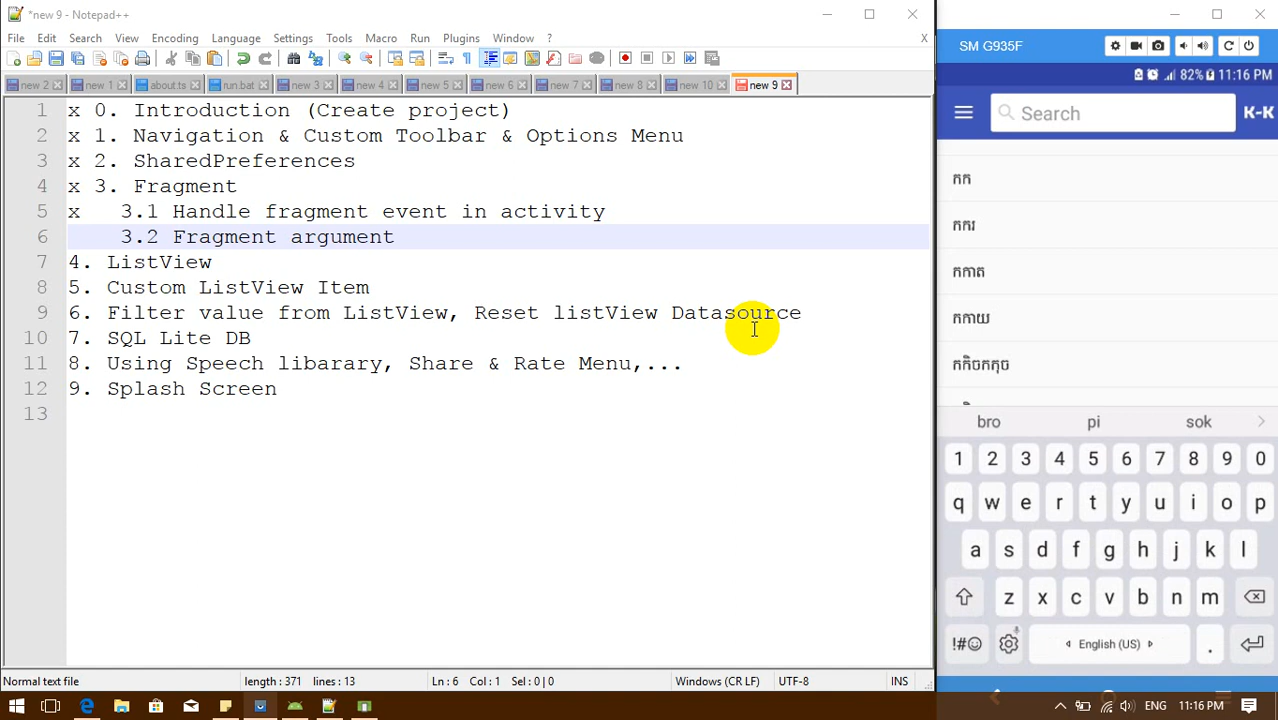 *new 9 - Notepad++
File Edit Search View Encoding Language Settings Tools Macro Run Plugins Window ? X
new 2 new 1 about.ts run.bat new 3 new 4 new 5 new 6 new 7 new 8 new 10 new 9
1 x 0. Introduction (Create project)
2 x 1. Navigation & Custom Toolbar & Options Menu
3 x 2. SharedPreferences
4 x 3. Fragment
5 x 3.1 Handle fragment event in activity
6 3.2 Fragment argument
7 4. ListView
8 5. Custom ListView Item
9 6. Filter value from ListView, Reset listView Datasource
10 7. SQL Lite DB
11 8. Using Speech libarary, Share & Rate Menu,...
12 9. Splash Screen
13
Normal text file length : 371 lines : 13 Ln : 6 Col : 1 Sel : 0 | 0 Windows (CR LF) UTF-8 INS
SM G935F
82% 11:16 PM
Search K-K
កក
កករ
កកាត
កកាយ
កកិចកកុច
bro pi sok
1 2 3 4 5 6 7 8 9 0
q w e r t y u i o p
a s d f g h j k l
z x c v b n m
!#☺ English (US) .
ENG 11:16 PM